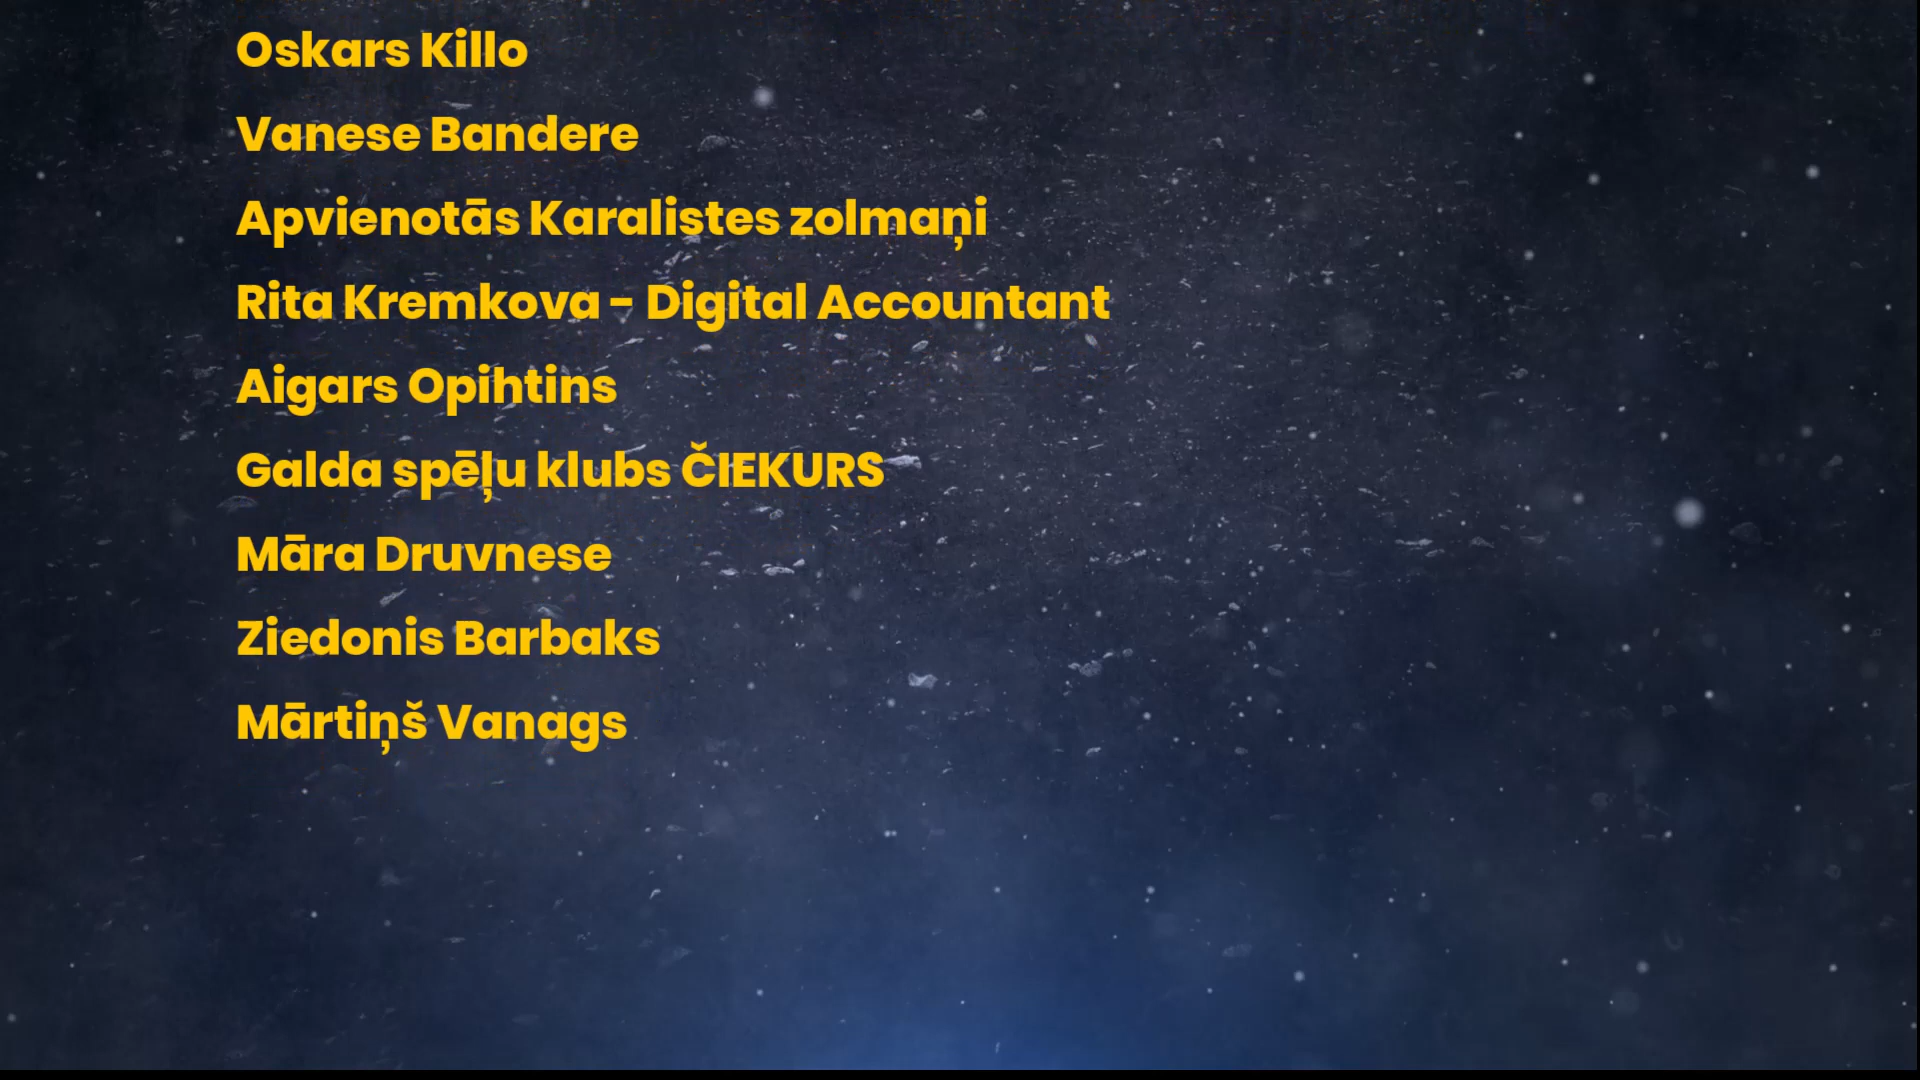 Oskars Killo
Vanese Bandere
Apvienotās Karalistes zolmaņi
Rita Kremkova - Digital Accountant
Aigars Opihtins
Galda spēļu klubs ČIEKURS
Māra Druvnese
Ziedonis Barbaks
Mārtiņš Vanags